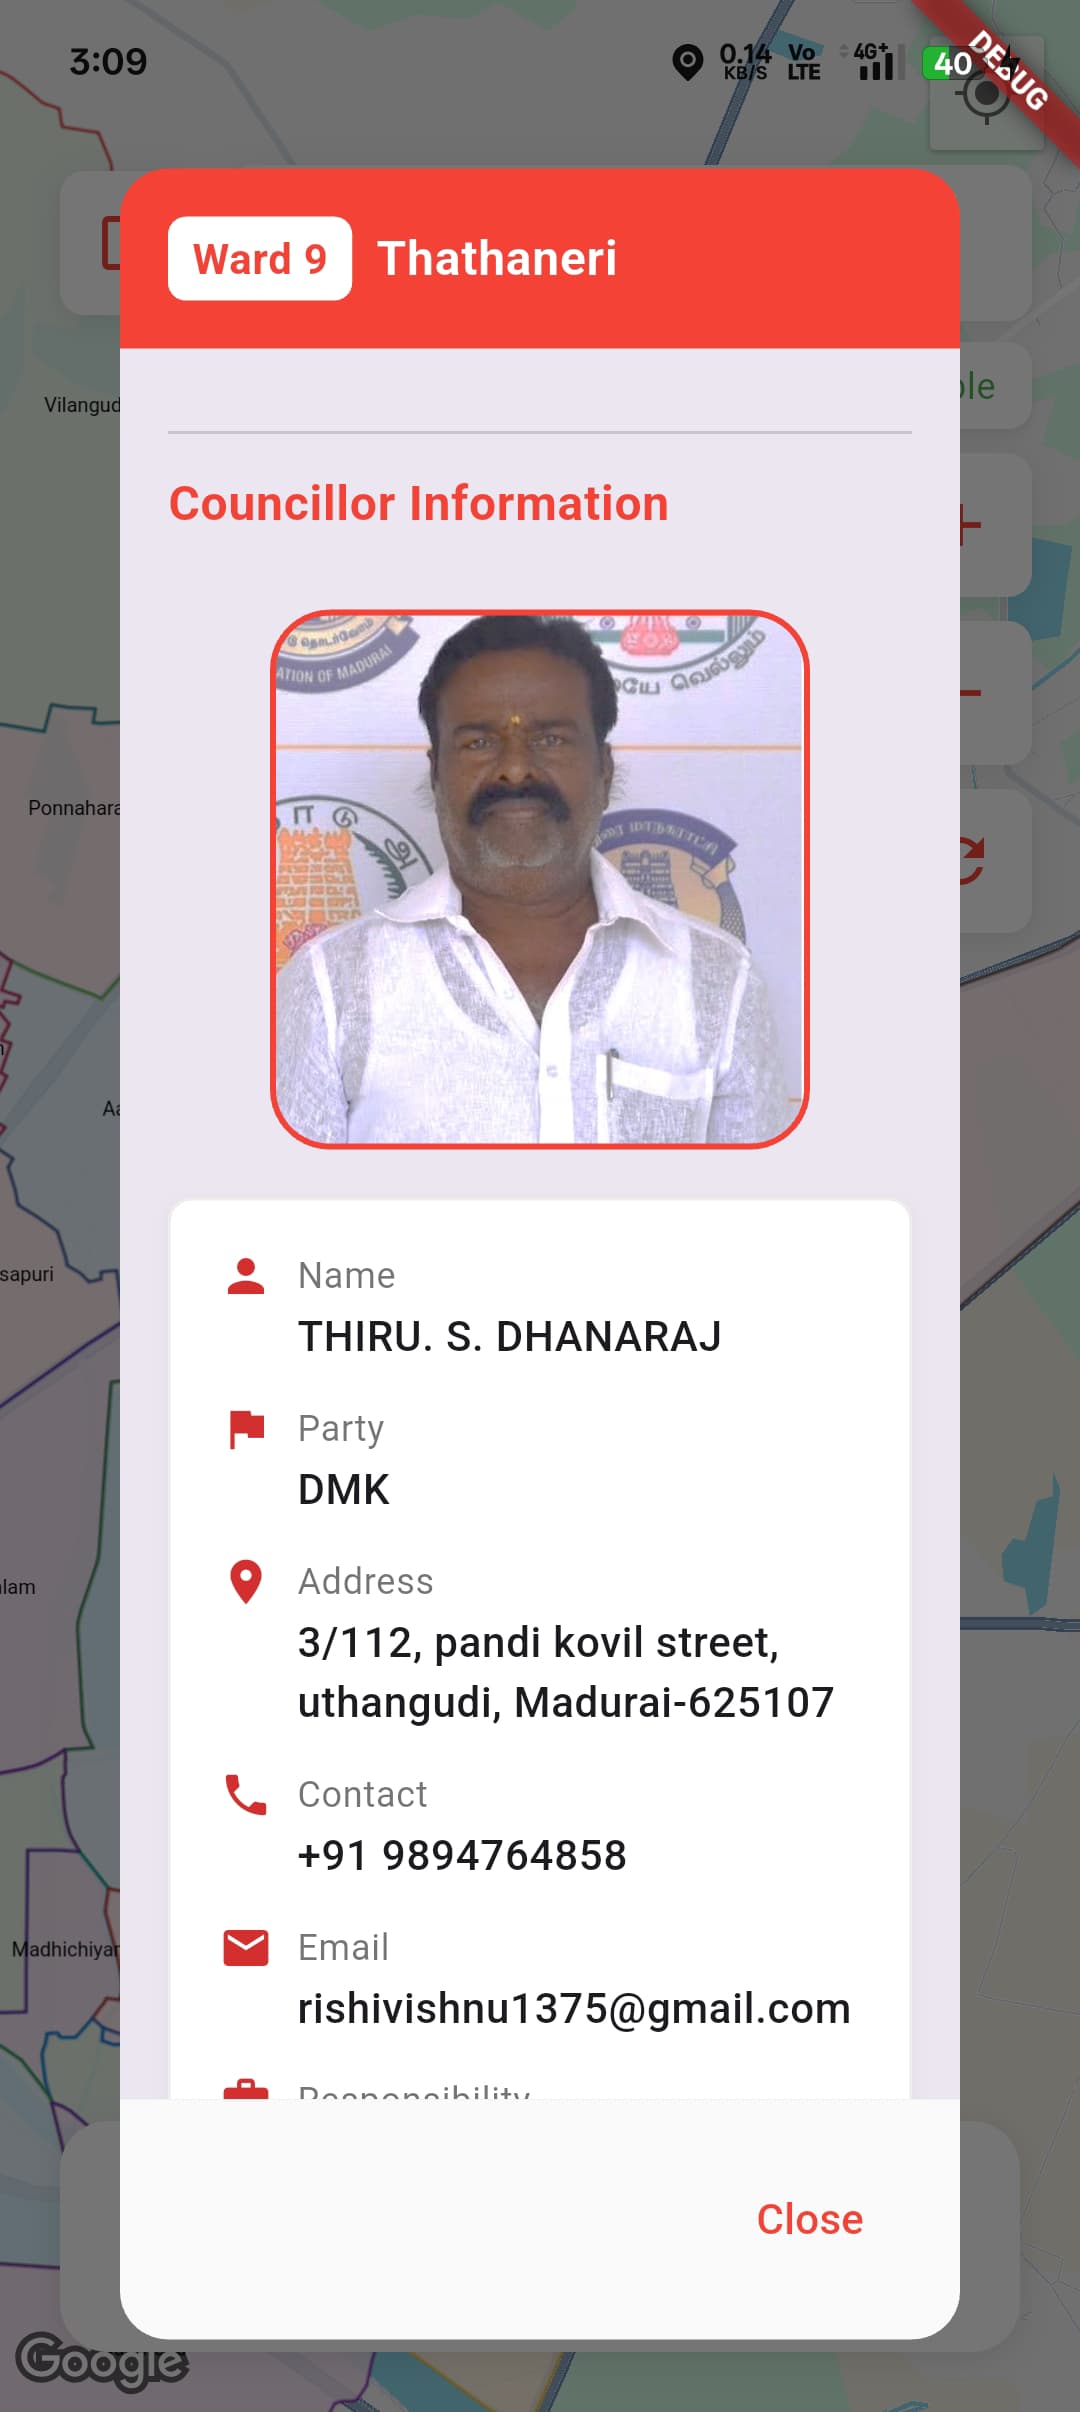 3:09
0.14
KB/S
Vo
LTE
4G+
40
DEBUG
Ward 9
Thathaneri
Vilangud
ole
Councillor Information
ATION OF MADURAI
யே வெல்லும்
Ponnahara
Aa
sapuri
Name
THIRU. S. DHANARAJ
Party
DMK
Address
3/112, pandi kovil street,
uthangudi, Madurai-625107
lam
Contact
+91 9894764858
Email
rishivishnu1375@gmail.com
Madhichiyar
Responsibility
Close
Google